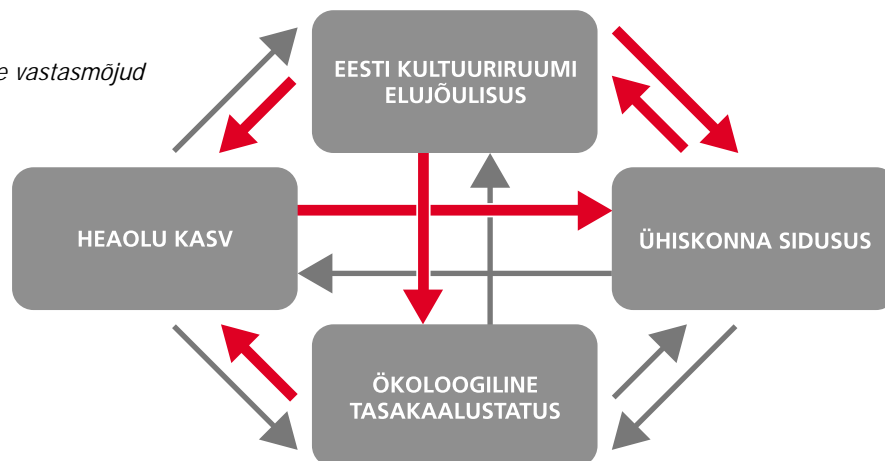 e vastasmõjud
EESTI KULTUURIRUUMI
ELUJÕULISUS
HEAOLU KASV
ÜHISKONNA SIDUSUS
ÖKOLOOGILINE
TASAKAALUSTATUS